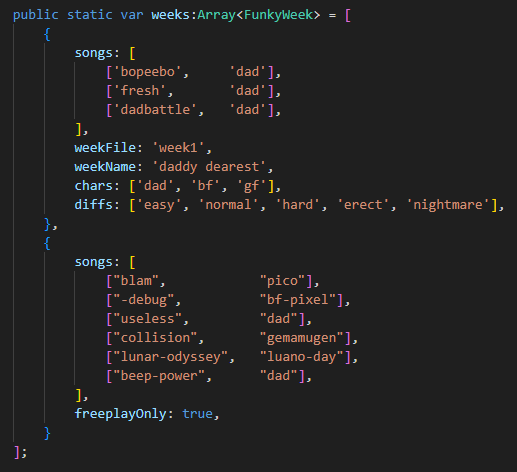 public static var weeks:Array<FunkyWeek> = [
    {
        songs: [
            ['bopeebo',     'dad'],
            ['fresh',       'dad'],
            ['dadbattle',   'dad'],
        ],
        weekFile: 'week1',
        weekName: 'daddy dearest',
        chars: ['dad', 'bf', 'gf'],
        diffs: ['easy', 'normal', 'hard', 'erect', 'nightmare'],
    },
    {
        songs: [
            ["blam",            "pico"],
            ["-debug",          "bf-pixel"],
            ["useless",         "dad"],
            ["collision",       "gemamugen"],
            ["lunar-odyssey",   "luano-day"],
            ["beep-power",      "dad"],
        ],
        freeplayOnly: true,
    }
];